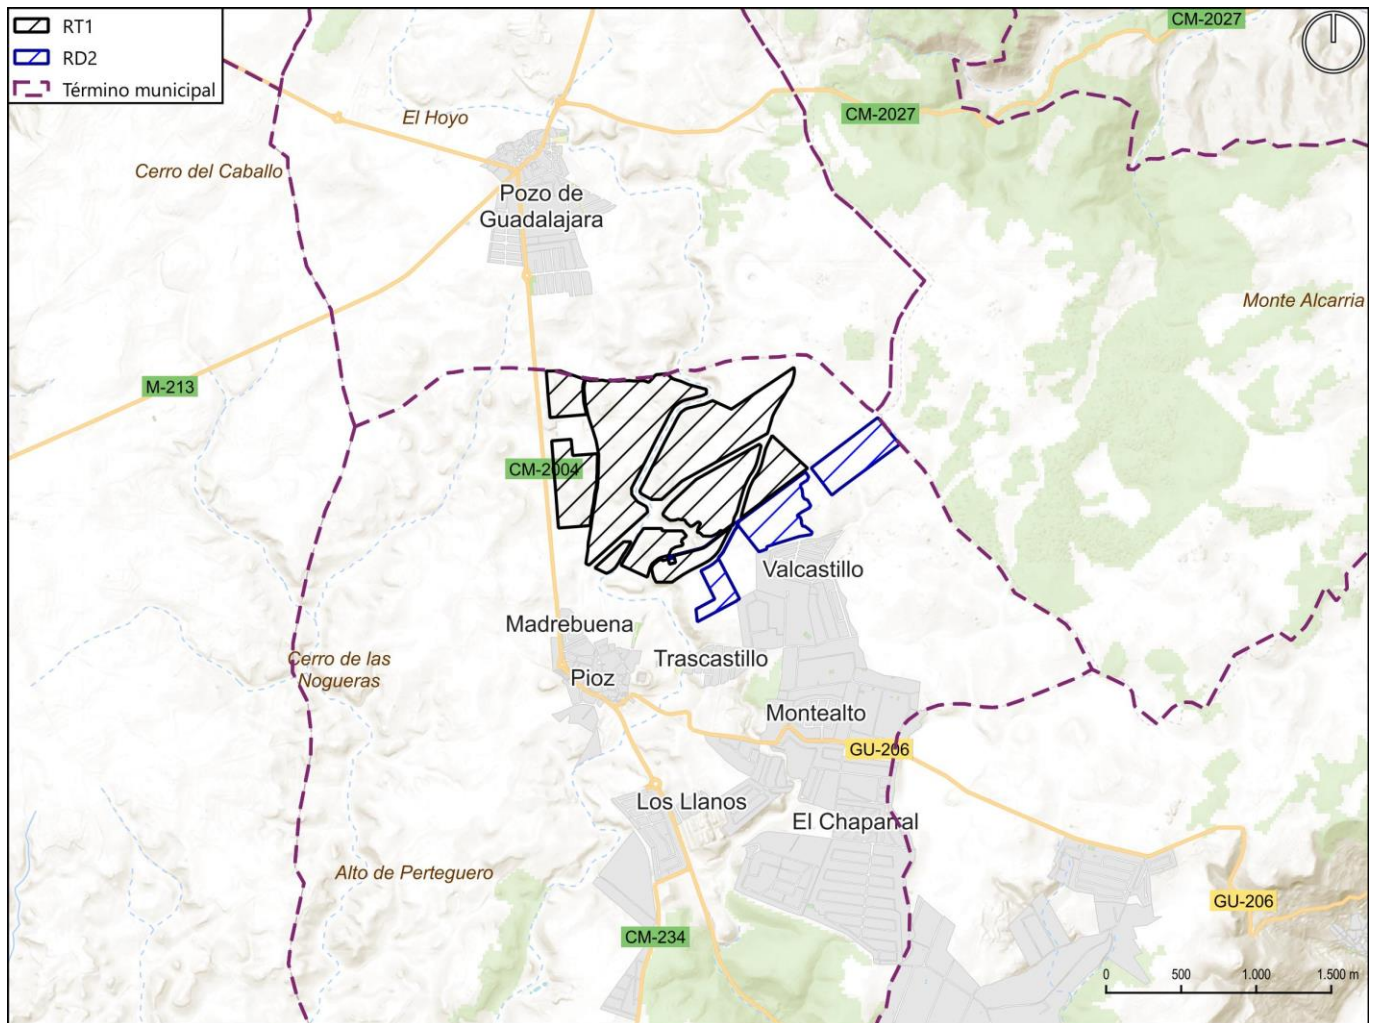 RT1
RD2
Término municipal
CM-2027
CM-2027
El Hoyo
Cerro del Caballo
Pozo de
Guadalajara
Monte Alcarria
M-213
CM-2004
Valcastillo
Madrebuena
Trascastillo
Cerro de las
Nogueras
Pioz
Montealto
GU-206
Los Llanos
El Chaparral
Alto de Perteguero
GU-206
CM-234
0 500 1.000 1.500 m